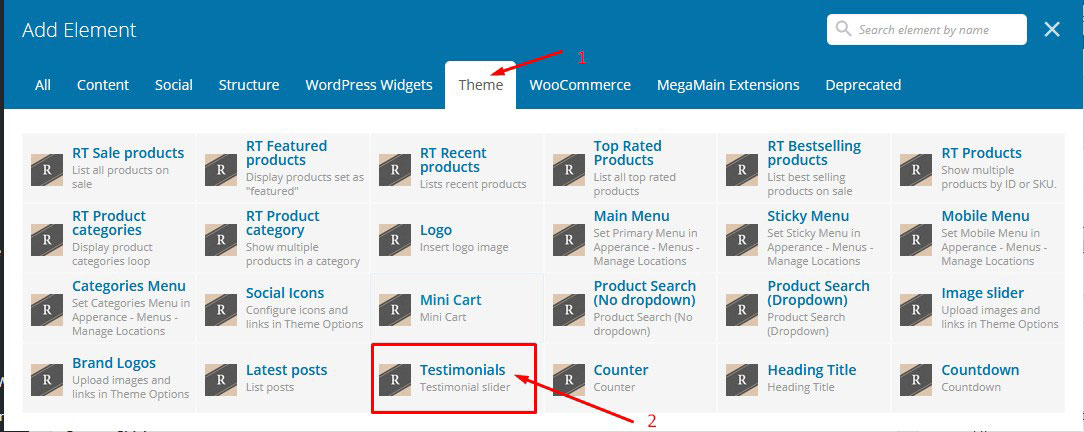 Add Element
Search element by name
1
All Content Social Structure WordPress Widgets Theme WooCommerce MegaMain Extensions Deprecated
R RT Sale products
List all products on
sale
R RT Featured
products
Display products set as
"featured"
R RT Recent
products
Lists recent products
R Top Rated
Products
List all top rated
products
R RT Bestselling
products
List best selling
products on sale
R RT Products
Show multiple
products by ID or SKU.
R RT Product
categories
Display product
categories loop
R RT Product
category
Show multiple
products in a category
R Logo
Insert logo image
R Main Menu
Set Primary Menu in
Apperance - Menus -
Manage Locations
R Sticky Menu
Set Sticky Menu in
Apperance - Menus -
Manage Locations
R Mobile Menu
Set Mobile Menu in
Apperance - Menus -
Manage Locations
R Categories Menu
Set Categories Menu in
Apperance - Menus -
Manage Locations
R Social Icons
Configure icons and
links in Theme Options
R Mini Cart
Mini Cart
R Product Search
(No dropdown)
Product Search (No
dropdown)
R Product Search
(Dropdown)
Product Search
(Dropdown)
R Image slider
Upload images and
links in Theme Options
R Brand Logos
Upload images and
links in Theme Options
R Latest posts
List posts
R Testimonials
Testimonial slider
R Counter
Counter
R Heading Title
Heading Title
R Countdown
Countdown
2